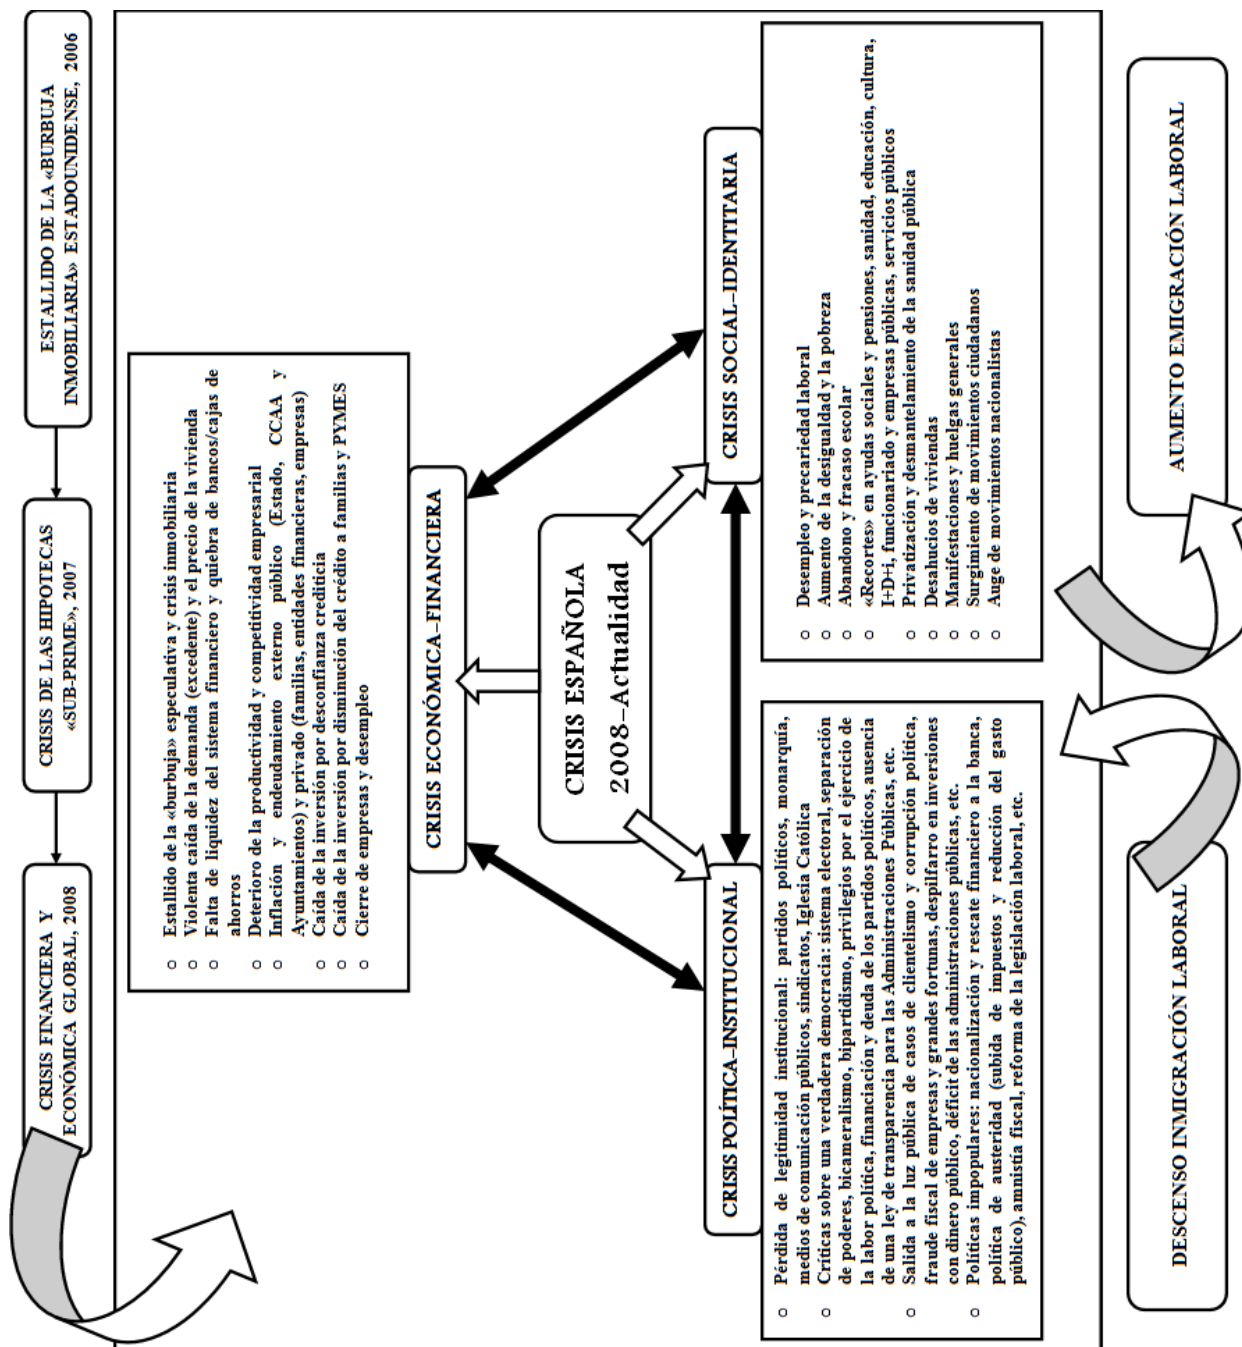 CRISIS FINANCIERA Y
ECONÓMICA GLOBAL, 2008
CRISIS DE LAS HIPOTECAS
«SUB-PRIME», 2007
ESTALLIDO DE LA «BURBUJA
INMOBILIARIA» ESTADOUNIDENSE, 2006
Estallido de la «burbuja» especulativa y crisis inmobiliaria
Violenta caída de la demanda (excedente) y el precio de la vivienda
Falta de liquidez del sistema financiero y quiebra de bancos/cajas de
ahorros
Deterioro de la productividad y competitividad empresarial
Inflación y endeudamiento externo público (Estado, CCAA y
Ayuntamientos) y privado (familias, entidades financieras, empresas)
Caída de la inversión por desconfianza crediticia
Caída de la inversión por disminución del crédito a familias y PYMES
Cierre de empresas y desempleo
CRISIS ECONÓMICA–FINANCIERA
CRISIS ESPAÑOLA
2008–Actualidad
CRISIS POLÍTICA–INSTITUCIONAL
Pérdida de legitimidad institucional: partidos políticos, monarquía,
medios de comunicación públicos, sindicatos, Iglesia Católica
Críticas sobre una verdadera democracia: sistema electoral, separación
de poderes, bicameralismo, bipartidismo, privilegios por el ejercicio de
la labor política, financiación y deuda de los partidos políticos, ausencia
de una ley de transparencia para las Administraciones Públicas, etc.
Salida a la luz pública de casos de clientelismo y corrupción política,
fraude fiscal de empresas y grandes fortunas, despilfarro en inversiones
con dinero público, déficit de las administraciones públicas, etc.
Políticas impopulares: nacionalización y rescate financiero a la banca,
política de austeridad (subida de impuestos y reducción del gasto
público), amnistía fiscal, reforma de la legislación laboral, etc.
CRISIS SOCIAL–IDENTITARIA
Desempleo y precariedad laboral
Aumento de la desigualdad y la pobreza
Abandono y fracaso escolar
«Recortes» en ayudas sociales y pensiones, sanidad, educación, cultura,
I+D+i, funcionariado y empresas públicas, servicios públicos
Privatización y desmantelamiento de la sanidad pública
Desahucios de viviendas
Manifestaciones y huelgas generales
Surgimiento de movimientos ciudadanos
Auge de movimientos nacionalistas
DESCENSO INMIGRACIÓN LABORAL
AUMENTO EMIGRACIÓN LABORAL